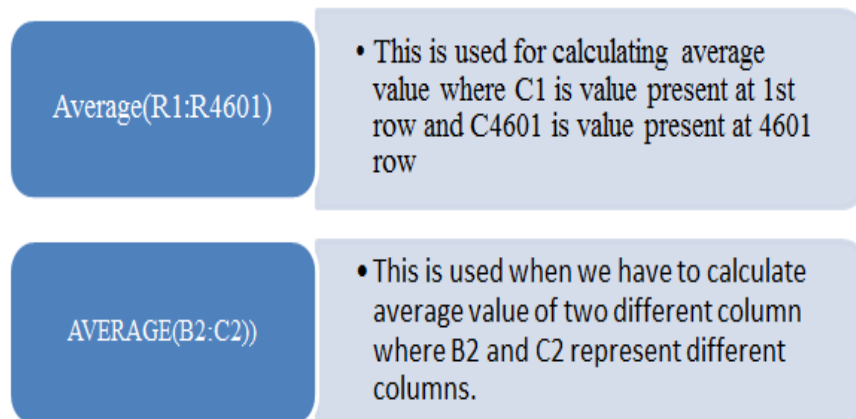 Average(R1:R4601)
• This is used for calculating average
value where C1 is value present at 1st
row and C4601 is value present at 4601
row
AVERAGE(B2:C2))
• This is used when we have to calculate
average value of two different column
where B2 and C2 represent different
columns.